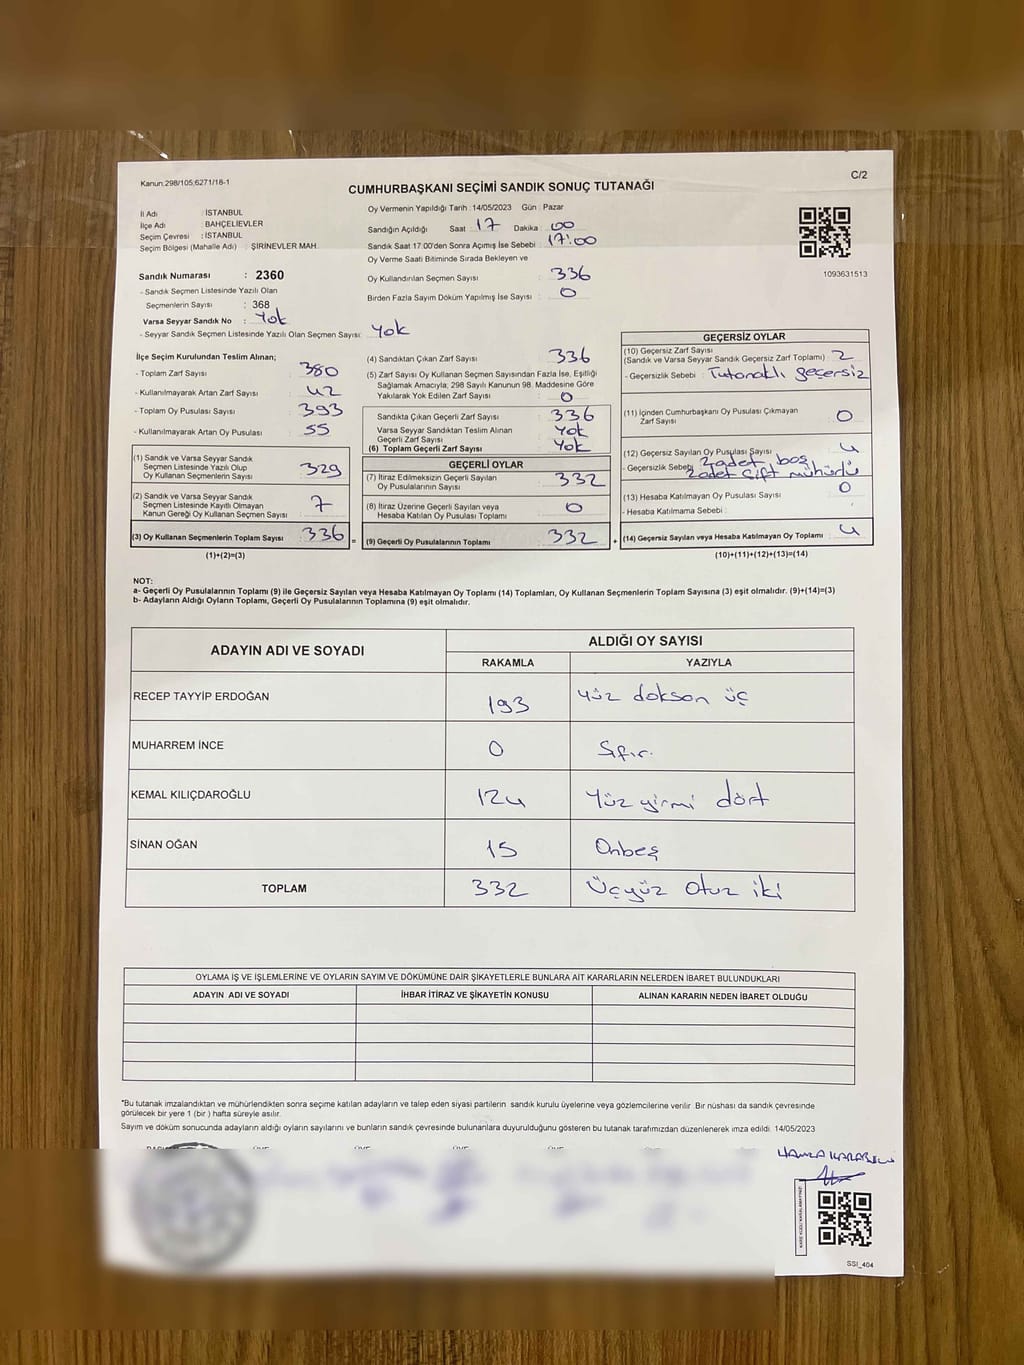 Kanun:298/105;6271/18-1
C/2
CUMHURBAŞKANI SEÇİMİ SANDIK SONUÇ TUTANAĞI
İl Adı : İSTANBUL
İlçe Adı : BAHÇELİEVLER
Seçim Çevresi : İSTANBUL
Seçim Bölgesi (Mahalle Adı) : ŞİRİNEVLER MAH.
Sandık Numarası : 2360
- Sandık Seçmen Listesinde Yazılı Olan
Seçmenlerin Sayısı : 368
Varsa Seyyar Sandık No : Yok
- Seyyar Sandık Seçmen Listesinde Yazılı Olan Seçmen Sayısı: Yok
Oy Vermenin Yapıldığı Tarih : 14/05/2023 Gün : Pazar
Sandığın Açıldığı Saat 17 Dakika : 00
Sandık Saat 17.00'den Sonra Açımış İse Sebebi : 17:00
Oy Verme Saati Bitiminde Sırada Bekleyen ve
Oy Kullandırılan Seçmen Sayısı : 336
Birden Fazla Sayım Döküm Yapılmış İse Sayısı : 0
1093631513
İlçe Seçim Kurulundan Teslim Alınan;
- Toplam Zarf Sayısı : 380
- Kullanılmayarak Artan Zarf Sayısı : 42
- Toplam Oy Pusulası Sayısı : 393
- Kullanılmayarak Artan Oy Pusulası : 55
(1) Sandık ve Varsa Seyyar Sandık
Seçmen Listesinde Yazılı Olup
Oy Kullanan Seçmenlerin Sayısı : 329
(2) Sandık ve Varsa Seyyar Sandık
Seçmen Listesinde Kayıtlı Olmayan
Kanun Gereği Oy Kullanan Seçmen Sayısı : 7
(3) Oy Kullanan Seçmenlerin Toplam Sayısı : 336 =
(1)+(2)=(3)
(4) Sandıktan Çıkan Zarf Sayısı : 336
(5) Zarf Sayısı Oy Kullanan Seçmen Sayısından Fazla İse, Eşitliği
Sağlamak Amacıyla; 298 Sayılı Kanunun 98. Maddesine Göre
Yakılarak Yok Edilen Zarf Sayısı : 0
Sandıkta Çıkan Geçerli Zarf Sayısı : 336
Varsa Seyyar Sandıktan Teslim Alınan
Geçerli Zarf Sayısı : Yok
(6) Toplam Geçerli Zarf Sayısı : Yok
GEÇERLİ OYLAR
(7) İtiraz Edilmeksizin Geçerli Sayılan
Oy Pusulasının Sayısı : 332
(8) İtiraz Üzerine Geçerli Sayılan veya
Hesaba Katılan Oy Pusulası Toplamı : 0
(9) Geçerli Oy Pusulalarının Toplamı : 332 +
GEÇERSİZ OYLAR
(10) Geçersiz Zarf Sayısı
(Sandık ve Varsa Seyyar Sandık Geçersiz Zarf Toplamı) : 2
- Geçersizlik Sebebi : Tutanaklı geçersiz
(11) İçinden Cumhurbaşkanı Oy Pusulası Çıkmayan
Zarf Sayısı : 0
(12) Geçersiz Sayılan Oy Pusulası Sayısı : 4
- Geçersizlik Sebebi : 2 adet boş
2 adet çift mühürlü
(13) Hesaba Katılmayan Oy Pusulası Sayısı : 0
- Hesaba Katılmama Sebebi :
(14) Geçersiz Sayılan veya Hesaba Katılmayan Oy Toplamı : 4
(10)+(11)+(12)+(13)=(14)
NOT:
a- Geçerli Oy Pusulalarının Toplamı (9) ile Geçersiz Sayılan veya Hesaba Katılmayan Oy Toplamı (14) Toplamları, Oy Kullanan Seçmenlerin Toplam Sayısına (3) eşit olmalıdır. (9)+(14)=(3)
b- Adayların Aldığı Oyların Toplamı, Geçerli Oy Pusulalarının Toplamına (9) eşit olmalıdır.
ADAYIN ADI VE SOYADI
ALDIĞI OY SAYISI
RAKAMLA YAZIYLA
RECEP TAYYİP ERDOĞAN 193 Yüz dokson üç
MUHARREM İNCE 0 Sıfır.
KEMAL KILIÇDAROĞLU 124 Yüz yirmi dört
SİNAN OĞAN 15 Onbeş
TOPLAM 332 Üçyüz Otuz iki
OYLAMA İŞ VE İŞLEMLERİNE VE OYLARIN SAYIM VE DÖKÜMÜNE DAİR ŞİKAYETLERLE BUNLARA AİT KARARLARIN NELERDEN İBARET BULUNDUKLARI
ADAYIN ADI VE SOYADI İHBAR İTİRAZ VE ŞİKAYETİN KONUSU ALINAN KARARIN NEDEN İBARET OLDUĞU
"Bu tutanak imzalandıktan ve mühürlendikten sonra seçime katılan adayların ve talep eden siyasi partilerin sandık kurulu üyelerine veya gözlemcilerine verilir. Bir nüshası da sandık çevresinde
görülecek bir yere 1 (bir) hafta süreyle asılır.
Sayım ve döküm sonucunda adayların aldığı oyların sayılarını ve bunların sandık çevresinde bulunanlara duyurulduğunu gösteren bu tutanak tarafımızdan düzenlenerek imza edildi. 14/05/2023
SSI_404